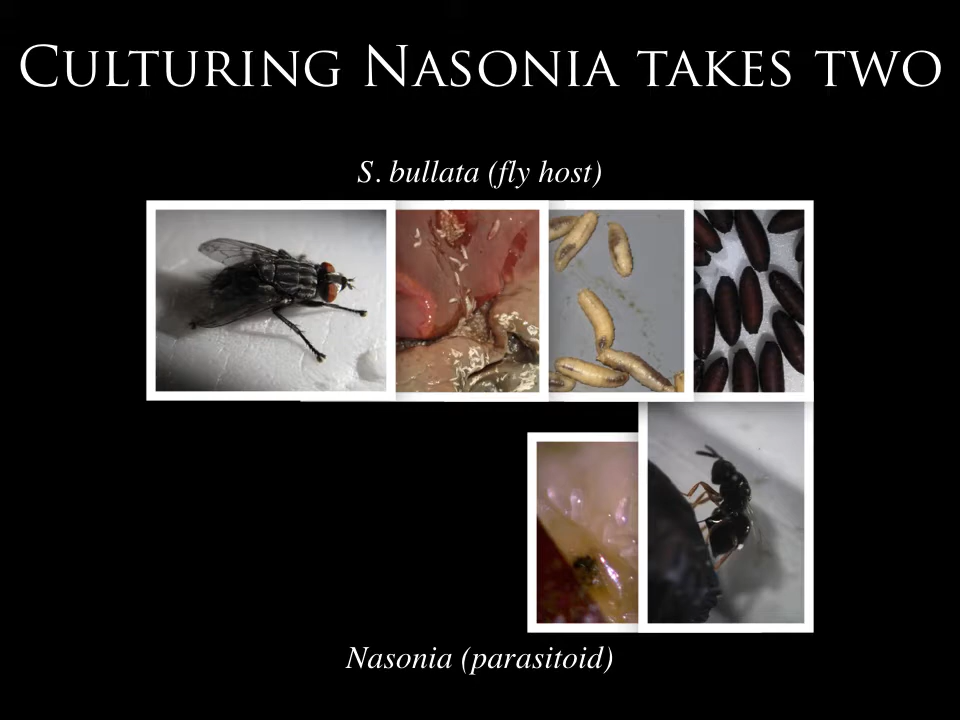 Culturing Nasonia takes two
S. bullata (fly host)
Nasonia (parasitoid)